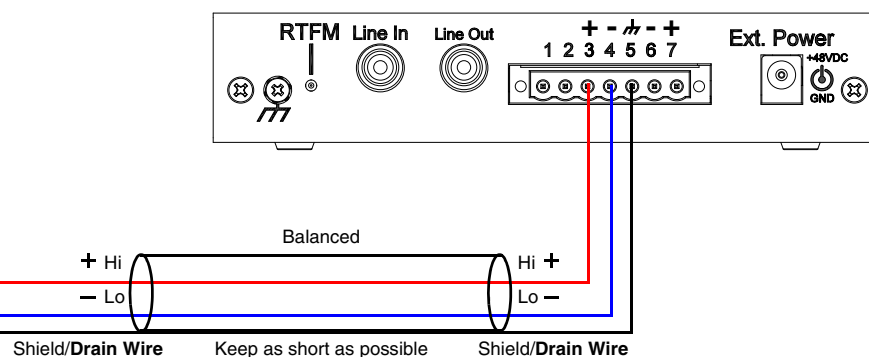 RTFM Line In Line Out + - - + Ext. Power
1 2 3 4 5 6 7 +48VDC
GND
Balanced
+ Hi Hi +
− Lo Lo −
Shield/Drain Wire Keep as short as possible Shield/Drain Wire